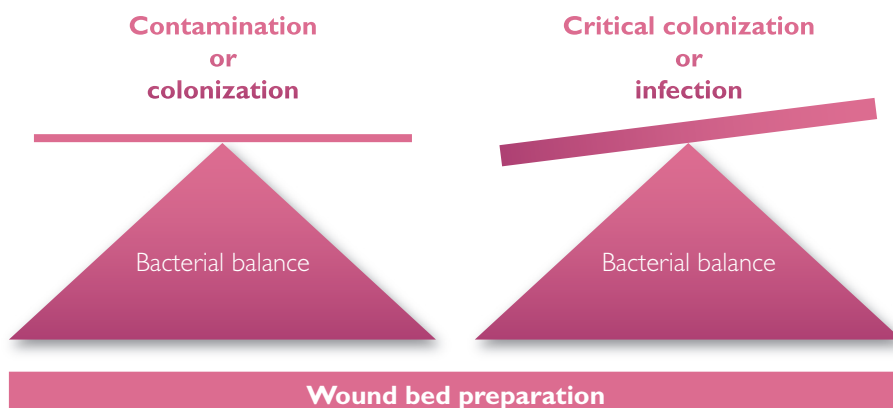 Contamination
or
colonization
Critical colonization
or
infection
Bacterial balance
Bacterial balance
Wound bed preparation